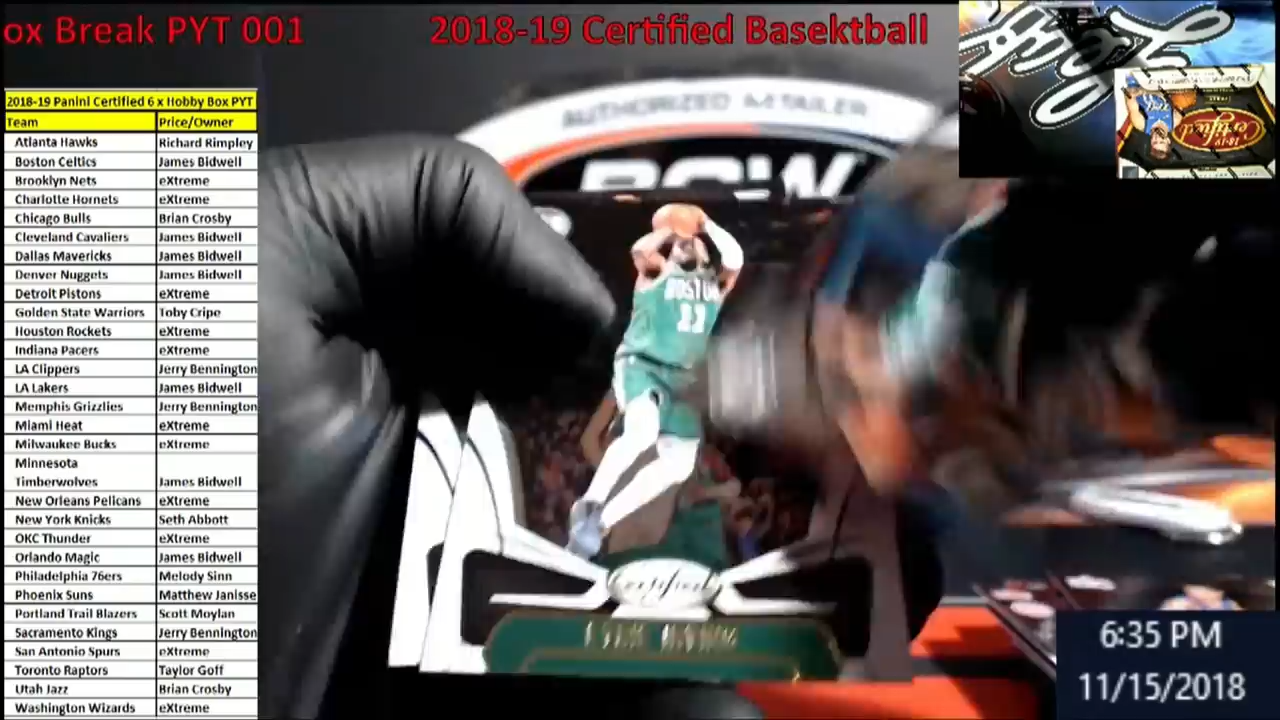 ox Break PYT 001
2018-19 Certified Basektball
2018-19 Panini Certified 6 x Hobby Box PYT
Team Price/Owner
Atlanta Hawks Richard Rimpley
Boston Celtics James Bidwell
Brooklyn Nets eXtreme
Charlotte Hornets eXtreme
Chicago Bulls Brian Crosby
Cleveland Cavaliers James Bidwell
Dallas Mavericks James Bidwell
Denver Nuggets James Bidwell
Detroit Pistons eXtreme
Golden State Warriors Toby Cripe
Houston Rockets eXtreme
Indiana Pacers eXtreme
LA Clippers Jerry Bennington
LA Lakers James Bidwell
Memphis Grizzlies Jerry Bennington
Miami Heat eXtreme
Milwaukee Bucks eXtreme
Minnesota
Timberwolves James Bidwell
New Orleans Pelicans eXtreme
New York Knicks Seth Abbott
OKC Thunder eXtreme
Orlando Magic James Bidwell
Philadelphia 76ers Melody Sinn
Phoenix Suns Matthew Janisse
Portland Trail Blazers Scott Moylan
Sacramento Kings Jerry Bennington
San Antonio Spurs eXtreme
Toronto Raptors Taylor Goff
Utah Jazz Brian Crosby
Washington Wizards eXtreme
AUTHORIZED RETAILER
BCW
BOSTON
11
Certified
18-19
Certified
6:35 PM
11/15/2018